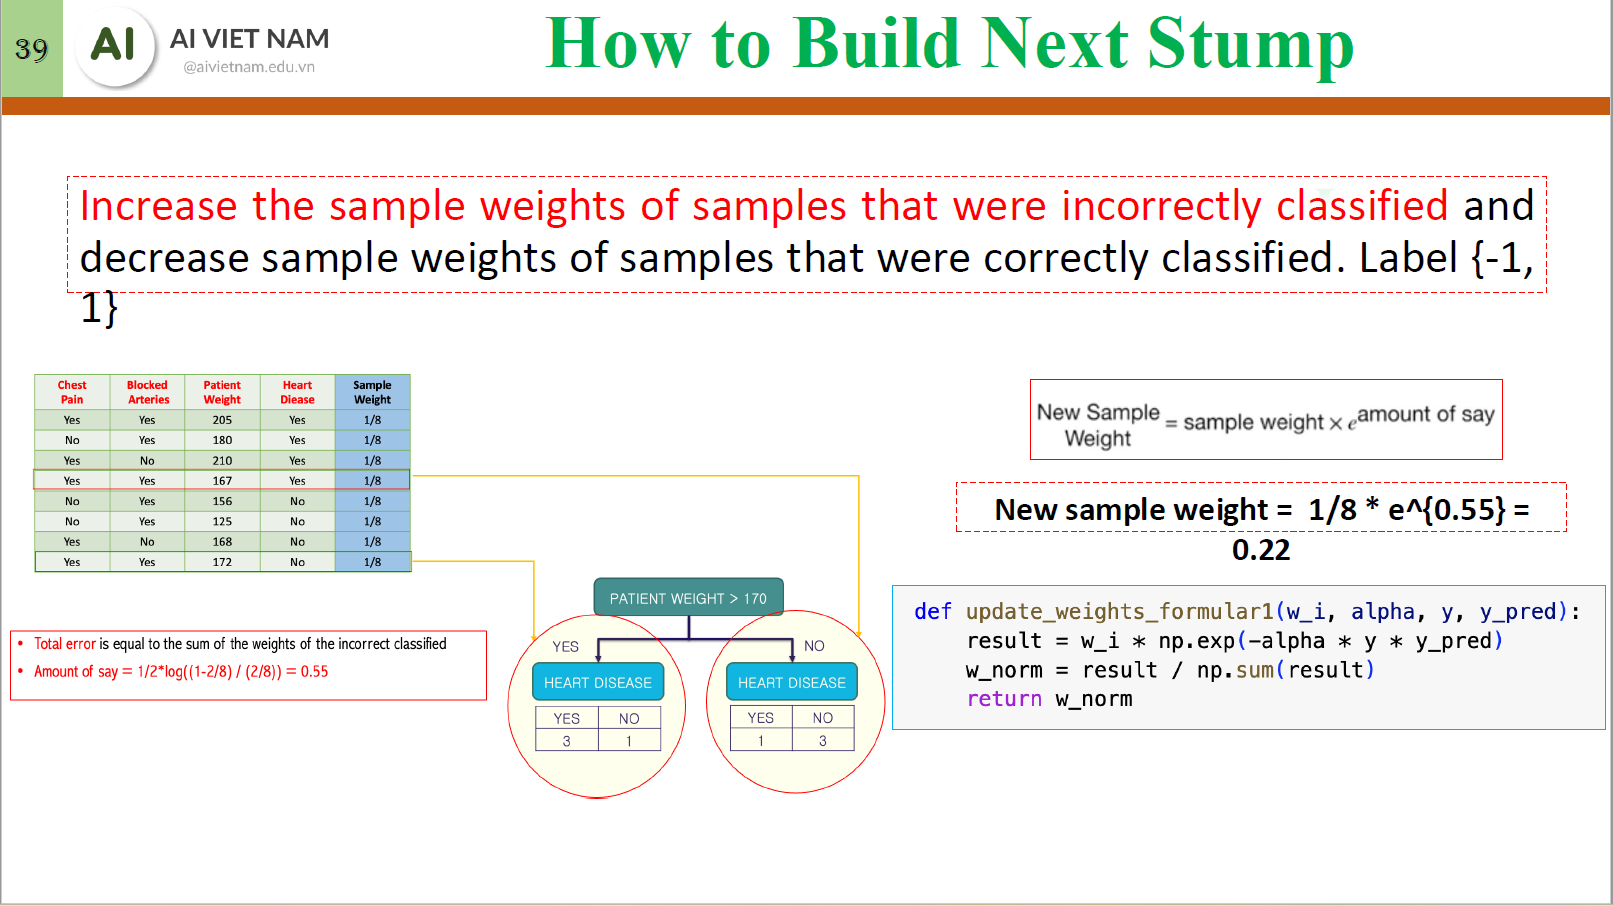 39
AI
AI VIET NAM
@aivietnam.edu.vn
How to Build Next Stump
Increase the sample weights of samples that were incorrectly classified and
decrease sample weights of samples that were correctly classified. Label {-1,
1}
Chest Pain Blocked Arteries Patient Weight Heart Diease Sample Weight
Yes Yes 205 Yes 1/8
No Yes 180 Yes 1/8
Yes No 210 Yes 1/8
Yes Yes 167 Yes 1/8
No Yes 156 No 1/8
No Yes 125 No 1/8
Yes No 168 No 1/8
Yes Yes 172 No 1/8
• Total error is equal to the sum of the weights of the incorrect classified
• Amount of say = 1/2*log((1-2/8) / (2/8)) = 0.55
PATIENT WEIGHT > 170
YES NO
HEART DISEASE HEART DISEASE
YES NO YES NO
3 1 1 3
New Sample Weight = sample weight × e^amount of say
New sample weight = 1/8 * e^{0.55} =
0.22
def update_weights_formular1(w_i, alpha, y, y_pred):
result = w_i * np.exp(-alpha * y * y_pred)
w_norm = result / np.sum(result)
return w_norm